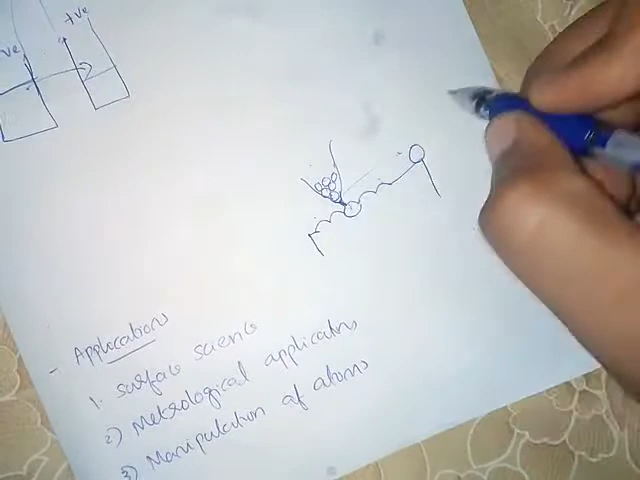 +ve
ve
- Applications
1. Surface science
2) Metrological applications
3) Manipulation of atoms